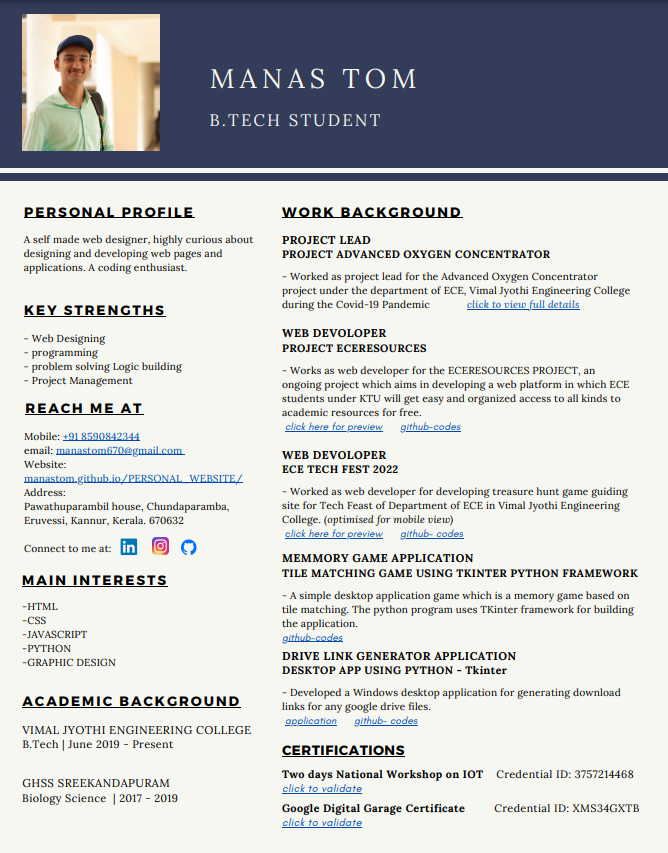 MANAS TOM
B.TECH STUDENT
PERSONAL PROFILE
A self made web designer, highly curious about
designing and developing web pages and
applications. A coding enthusiast.
KEY STRENGTHS
- Web Designing
- programming
- problem solving Logic building
- Project Management
REACH ME AT
Mobile: +91 8590842344
email: manastom670@gmail.com
Website:
manastom.github.io/PERSONAL_WEBSITE/
Address:
Pawathuparambil house, Chundaparamba,
Eruvessi, Kannur, Kerala. 670632
Connect to me at:
MAIN INTERESTS
-HTML
-CSS
-JAVASCRIPT
-PYTHON
-GRAPHIC DESIGN
ACADEMIC BACKGROUND
VIMAL JYOTHI ENGINEERING COLLEGE
B.Tech | June 2019 - Present
GHSS SREEKANDAPURAM
Biology Science | 2017 - 2019
WORK BACKGROUND
PROJECT LEAD
PROJECT ADVANCED OXYGEN CONCENTRATOR
- Worked as project lead for the Advanced Oxygen Concentrator
project under the department of ECE, Vimal Jyothi Engineering College
during the Covid-19 Pandemic click to view full details
WEB DEVOLOPER
PROJECT ECERESOURCES
- Works as web developer for the ECERESOURCES PROJECT, an
ongoing project which aims in developing a web platform in which ECE
students under KTU will get easy and organized access to all kinds to
academic resources for free.
click here for preview github-codes
WEB DEVOLOPER
ECE TECH FEST 2022
- Worked as web developer for developing treasure hunt game guiding
site for Tech Feast of Department of ECE in Vimal Jyothi Engineering
College. (optimised for mobile view)
click here for preview github- codes
MEMMORY GAME APPLICATION
TILE MATCHING GAME USING TKINTER PYTHON FRAMEWORK
- A simple desktop application game which is a memory game based on
tile matching. The python program uses TKinter framework for building
the application.
github-codes
DRIVE LINK GENERATOR APPLICATION
DESKTOP APP USING PYTHON - Tkinter
- Developed a Windows desktop application for generating download
links for any google drive files.
application github- codes
CERTIFICATIONS
Two days National Workshop on IOT Credential ID: 3757214468
click to validate
Google Digital Garage Certificate Credential ID: XMS34GXTB
click to validate